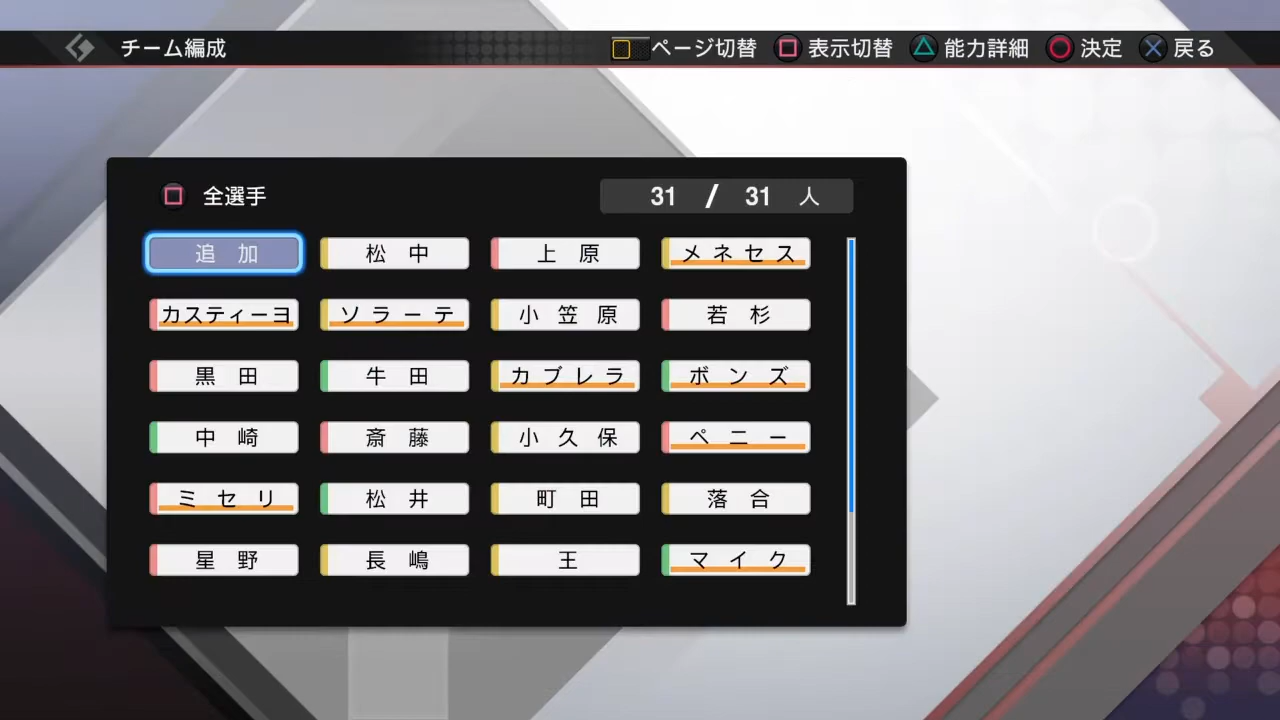 チーム編成 ページ切替 表示切替 能力詳細 決定 戻る
全選手 31 / 31 人
追加 松中 上原 メネセス
カスティーヨ ソラーテ 小笠原 若杉
黒田 牛田 カブレラ ボンズ
中崎 斎藤 小久保 ペニー
ミセリ 松井 町田 落合
星野 長嶋 王 マイク